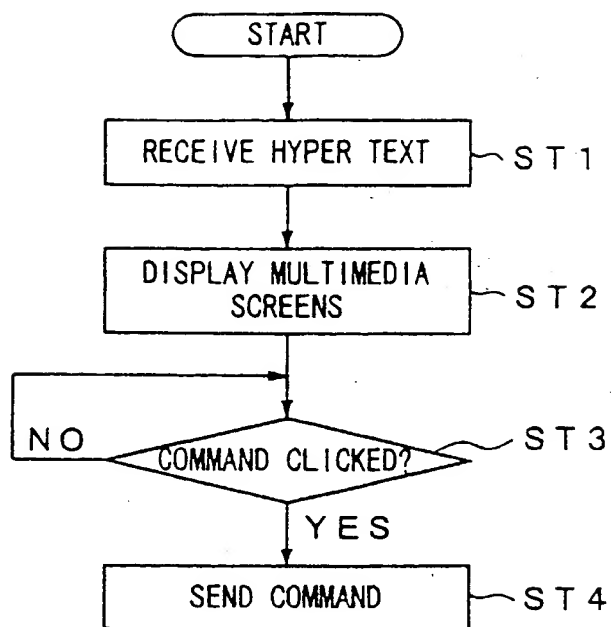 START
RECEIVE HYPER TEXT
ST1
DISPLAY MULTIMEDIA
SCREENS
ST2
NO
COMMAND CLICKED?
ST3
YES
SEND COMMAND
ST4